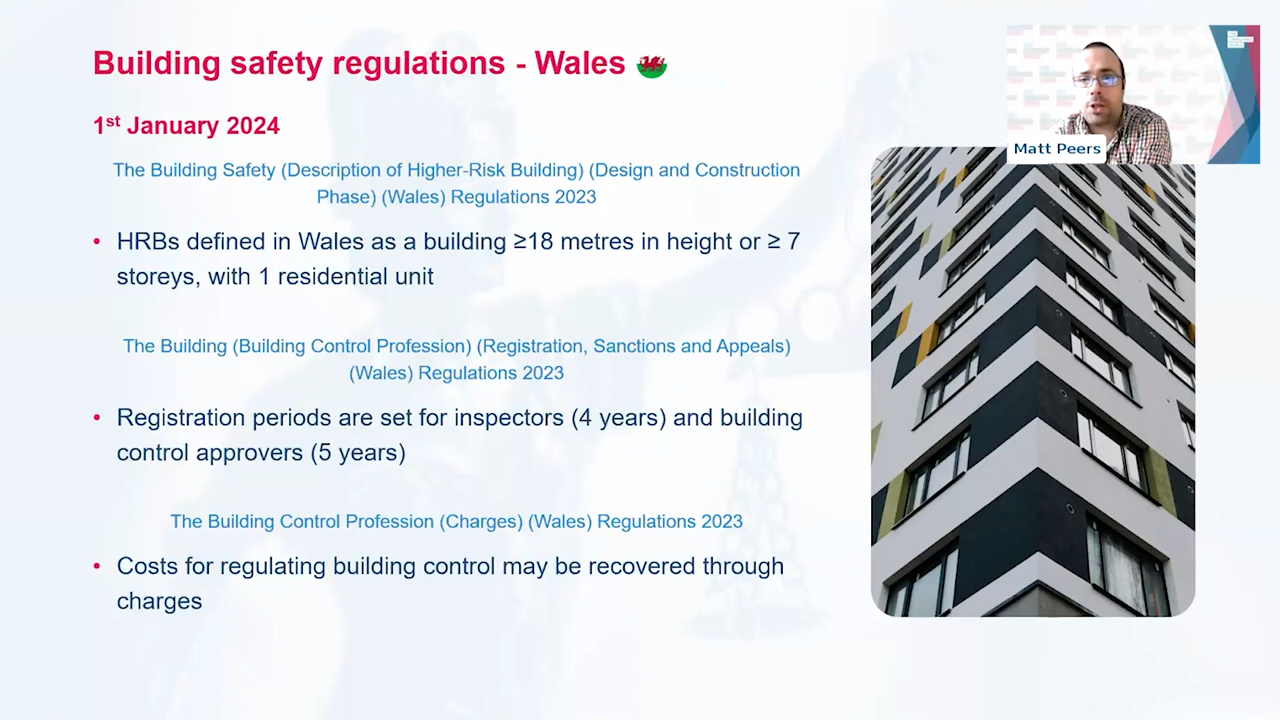 Building safety regulations - Wales
1st January 2024
The Building Safety (Description of Higher-Risk Building) (Design and Construction
Phase) (Wales) Regulations 2023
• HRBs defined in Wales as a building ≥18 metres in height or ≥ 7
storeys, with 1 residential unit
The Building (Building Control Profession) (Registration, Sanctions and Appeals)
(Wales) Regulations 2023
• Registration periods are set for inspectors (4 years) and building
control approvers (5 years)
The Building Control Profession (Charges) (Wales) Regulations 2023
• Costs for regulating building control may be recovered through
charges
Matt Peers